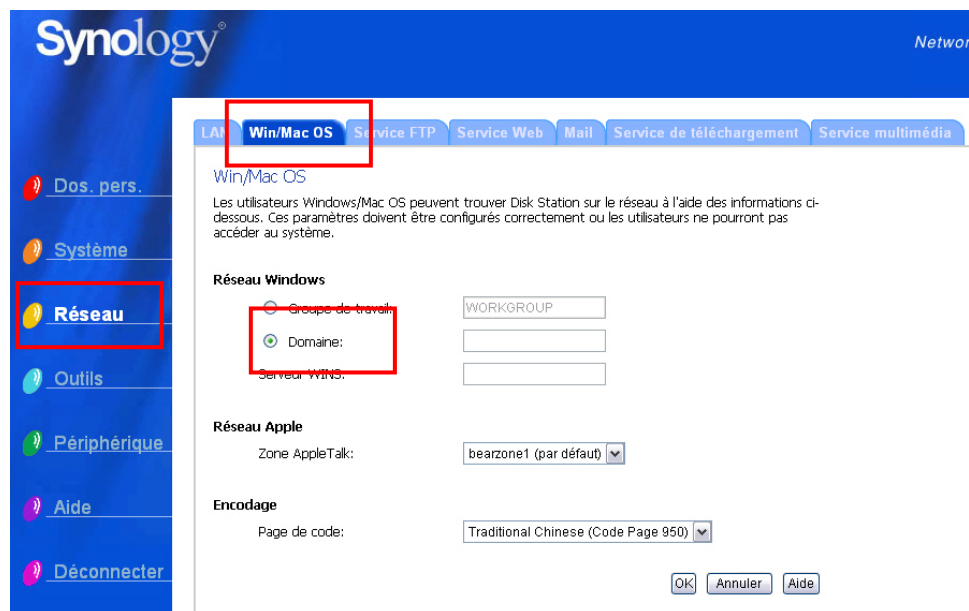 Synology
Networ
LAN Win/Mac OS Service FTP Service Web Mail Service de téléchargement Service multimédia
Dos. pers.
Système
Réseau
Outils
Périphérique
Aide
Déconnecter
Win/Mac OS
Les utilisateurs Windows/Mac OS peuvent trouver Disk Station sur le réseau à l'aide des informations ci-
dessous. Ces paramètres doivent être configurés correctement ou les utilisateurs ne pourront pas
accéder au système.
Réseau Windows
Groupe de travail: WORKGROUP
Domaine:
Serveur WINS:
Réseau Apple
Zone AppleTalk: bearzone1 (par défaut)
Encodage
Page de code: Traditional Chinese (Code Page 950)
OK Annuler Aide